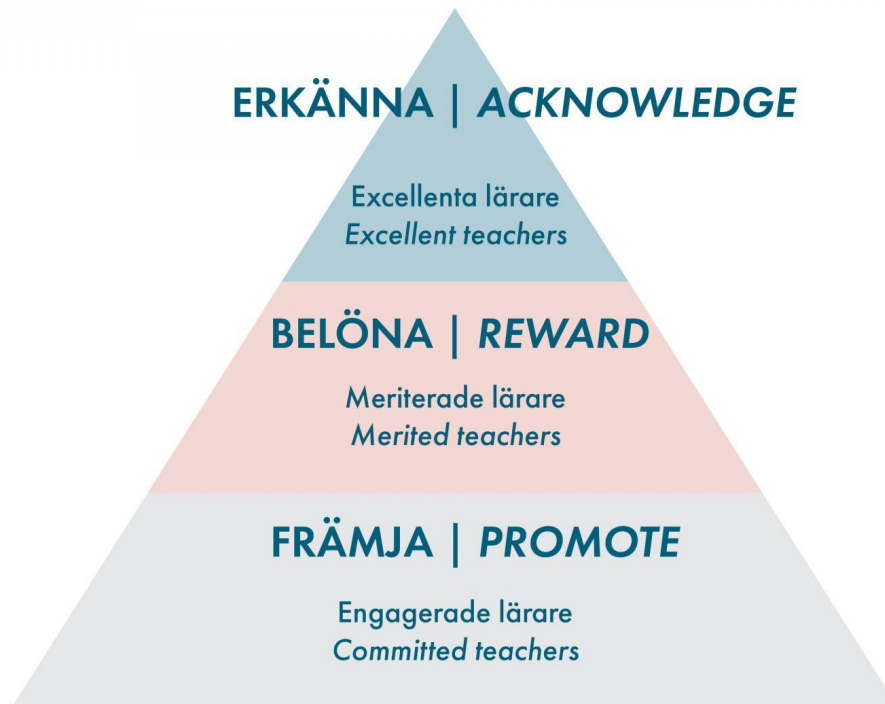 ERKÄNNA | ACKNOWLEDGE
Excellenta lärare
Excellent teachers
BELÖNA | REWARD
Meriterade lärare
Merited teachers
FRÄMJA | PROMOTE
Engagerade lärare
Committed teachers